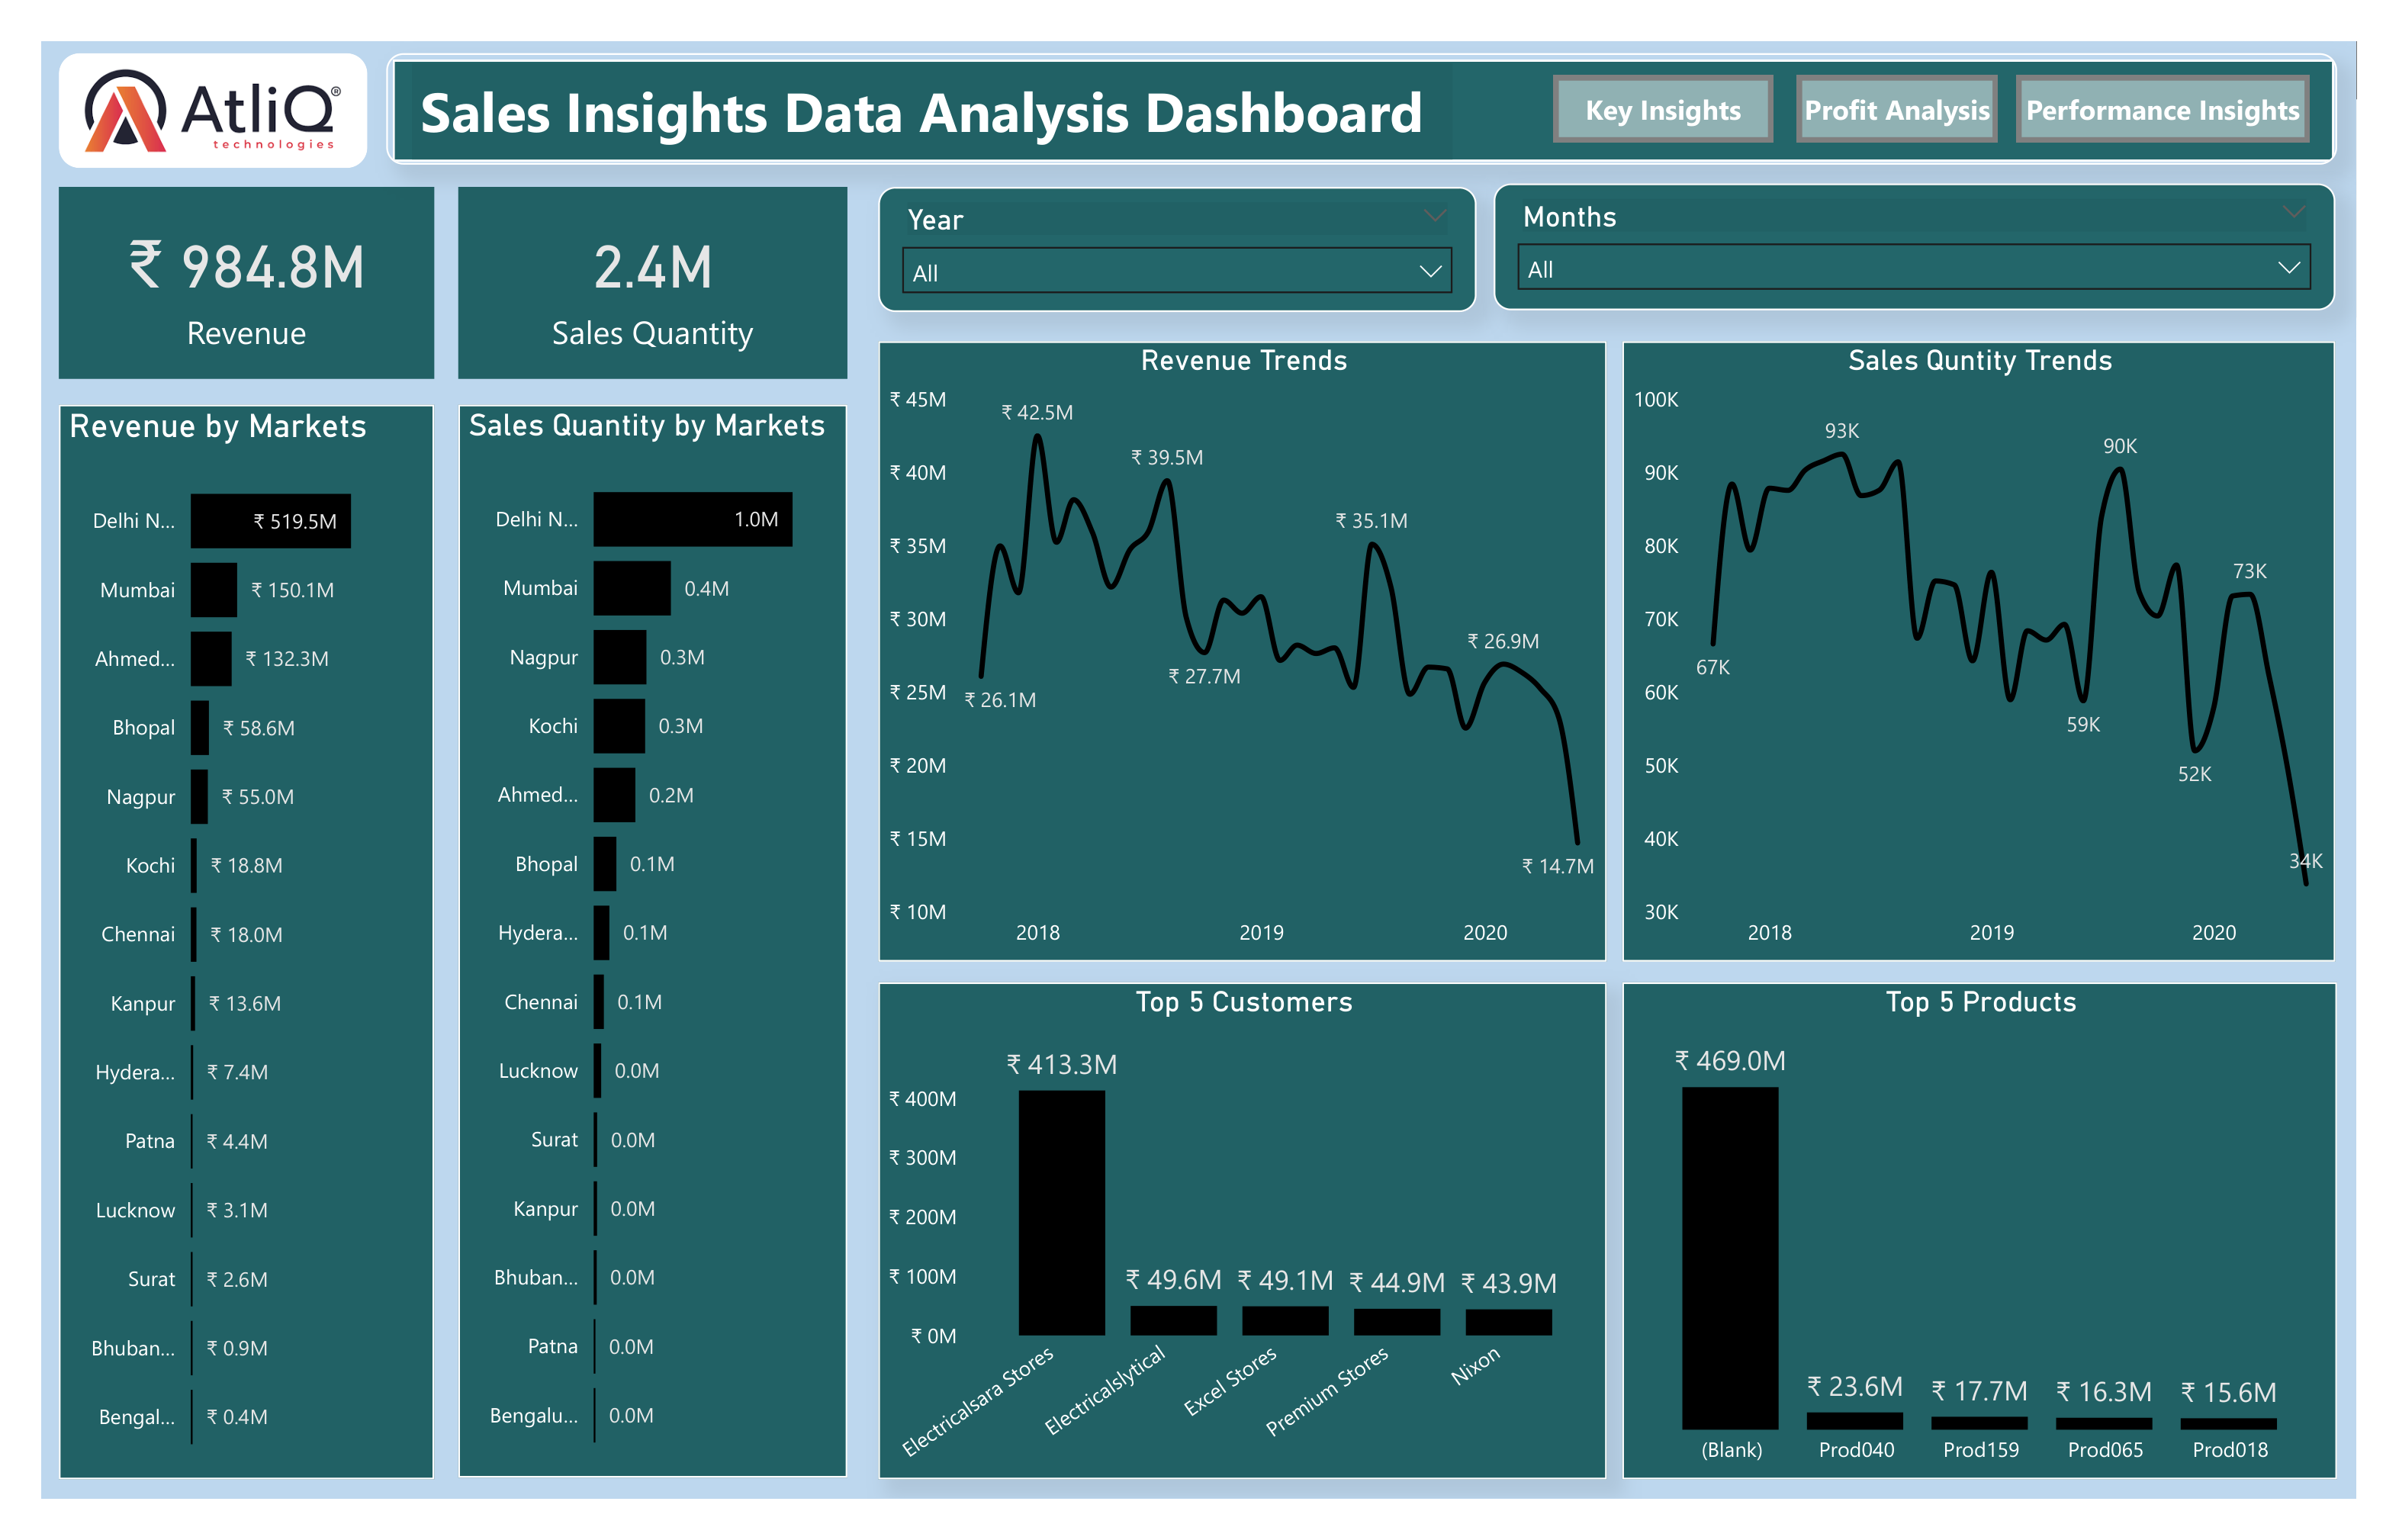 AtliQ®
technologies
Sales Insights Data Analysis Dashboard
Key Insights
Profit Analysis
Performance Insights
₹ 984.8M
Revenue
2.4M
Sales Quantity
Year
All
Months
All
Revenue by Markets
Delhi N... ₹ 519.5M
Mumbai ₹ 150.1M
Ahmed... ₹ 132.3M
Bhopal ₹ 58.6M
Nagpur ₹ 55.0M
Kochi ₹ 18.8M
Chennai ₹ 18.0M
Kanpur ₹ 13.6M
Hydera... ₹ 7.4M
Patna ₹ 4.4M
Lucknow ₹ 3.1M
Surat ₹ 2.6M
Bhuban... ₹ 0.9M
Bengal... ₹ 0.4M
Sales Quantity by Markets
Delhi N... 1.0M
Mumbai 0.4M
Nagpur 0.3M
Kochi 0.3M
Ahmed... 0.2M
Bhopal 0.1M
Hydera... 0.1M
Chennai 0.1M
Lucknow 0.0M
Surat 0.0M
Kanpur 0.0M
Bhuban... 0.0M
Patna 0.0M
Bengalu... 0.0M
Revenue Trends
₹ 45M
₹ 40M
₹ 35M
₹ 30M
₹ 25M
₹ 20M
₹ 15M
₹ 10M
₹ 42.5M
₹ 39.5M
₹ 35.1M
₹ 26.9M
₹ 27.7M
₹ 26.1M
₹ 14.7M
2018 2019 2020
Sales Quntity Trends
100K
90K
80K
70K
60K
50K
40K
30K
93K
90K
73K
67K
59K
52K
34K
2018 2019 2020
Top 5 Customers
₹ 400M
₹ 300M
₹ 200M
₹ 100M
₹ 0M
₹ 413.3M
₹ 49.6M
₹ 49.1M
₹ 44.9M
₹ 43.9M
Electricalsara Stores
Electricalslytical
Excel Stores
Premium Stores
Nixon
Top 5 Products
₹ 469.0M
₹ 23.6M
₹ 17.7M
₹ 16.3M
₹ 15.6M
(Blank) Prod040 Prod159 Prod065 Prod018